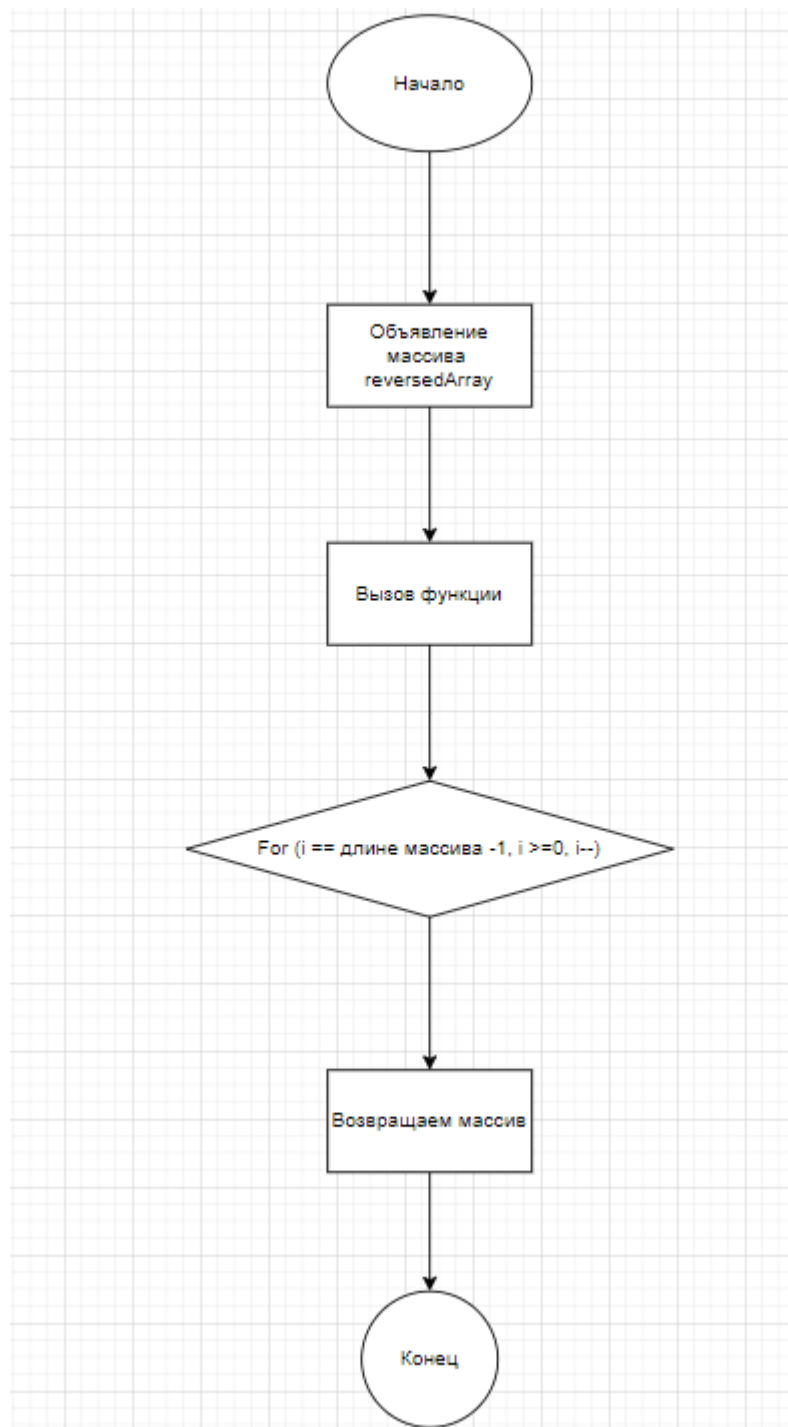 Начало
Объявление
массива
reversedArray
Вызов функции
For (i == длине массива -1, i >=0, i--)
Возвращаем массив
Конец